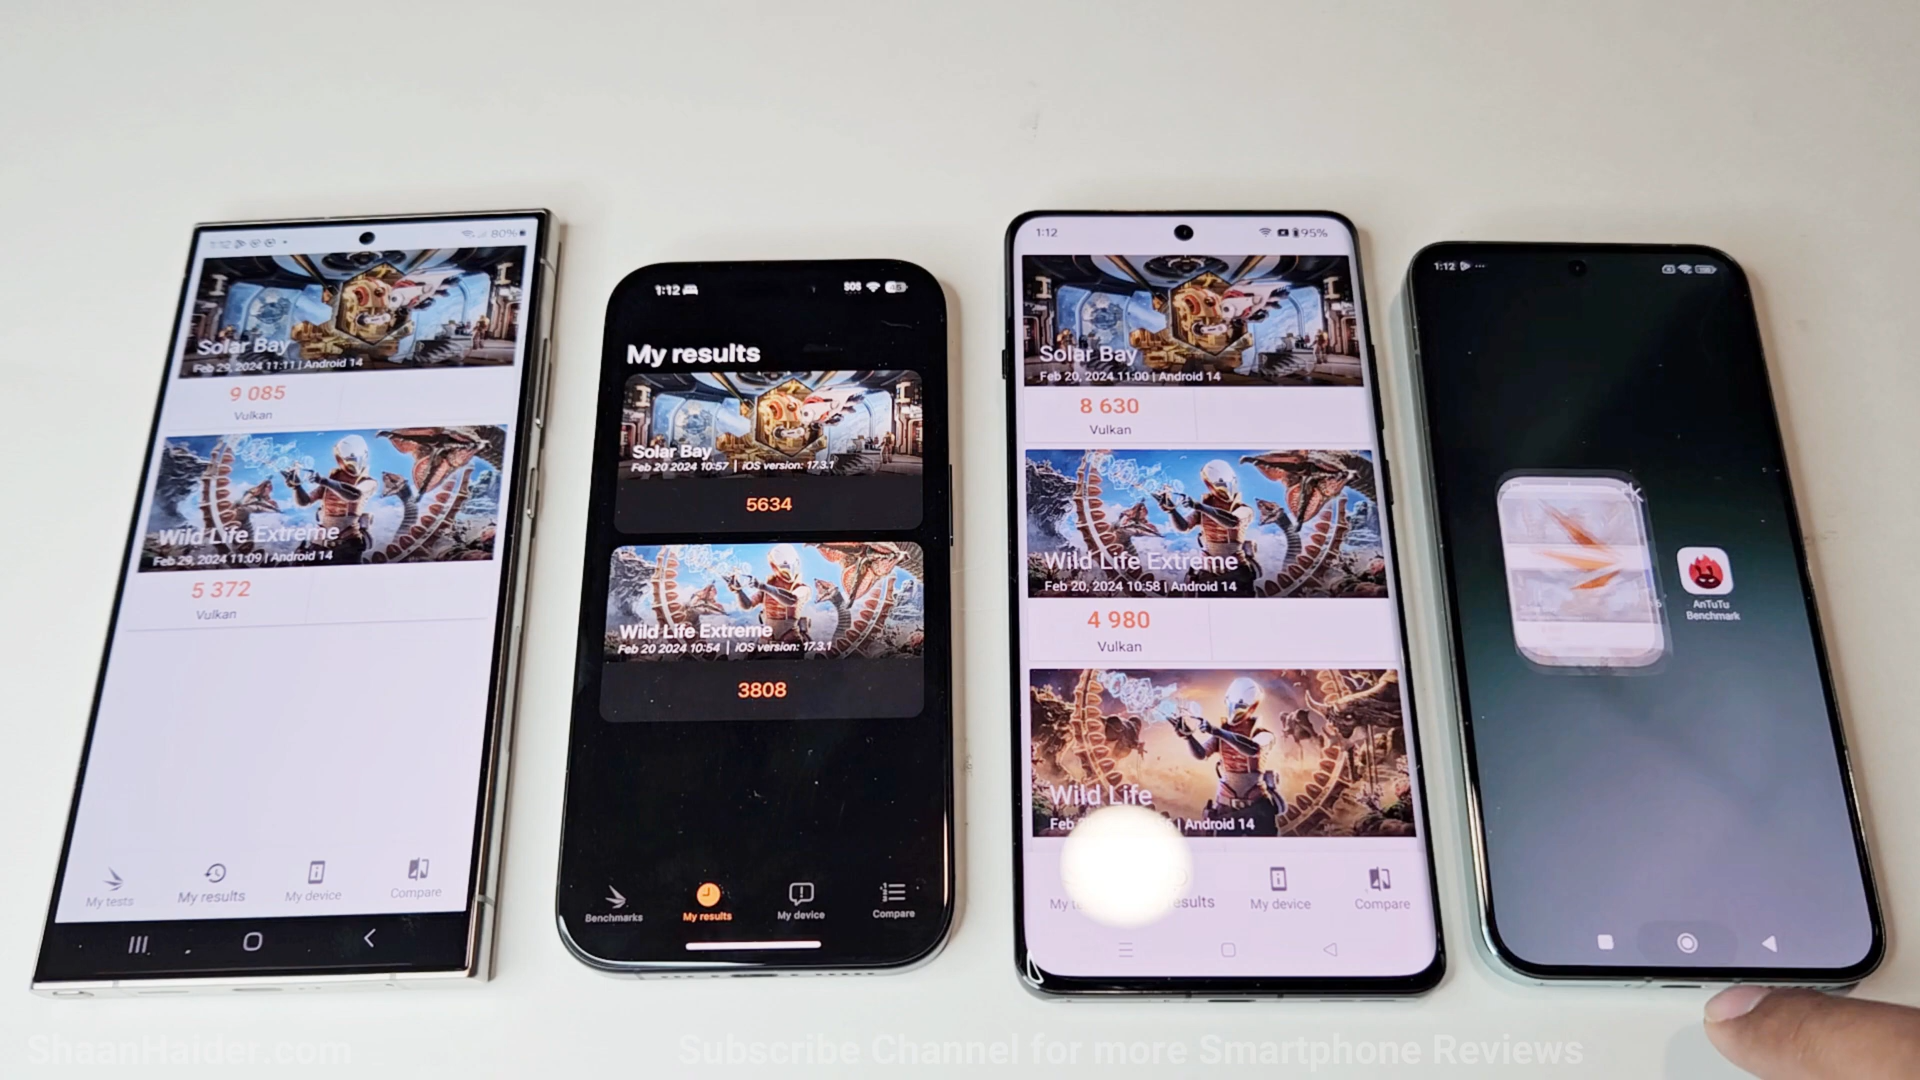 80%
Solar Bay
Feb 29, 2024 11:11 | Android 14
9 085
Vulkan
Wild Life Extreme
Feb 29, 2024 11:09 | Android 14
5 372
Vulkan
My tests
My results
My device
Compare
1:12
SOS
My results
Solar Bay
Feb 20 2024 10:57 | iOS version: 17.3.1
5634
Wild Life Extreme
Feb 20 2024 10:54 | iOS version: 17.3.1
3808
Benchmarks
My results
My device
Compare
1:12
95%
Solar Bay
Feb 20, 2024 11:00 | Android 14
8 630
Vulkan
Wild Life Extreme
Feb 20, 2024 10:58 | Android 14
4 980
Vulkan
Wild Life
Feb
| Android 14
My device
Compare
1:12
AnTuTu
Benchmark
ShaanHaider.com
Subscribe Channel for more Smartphone Reviews